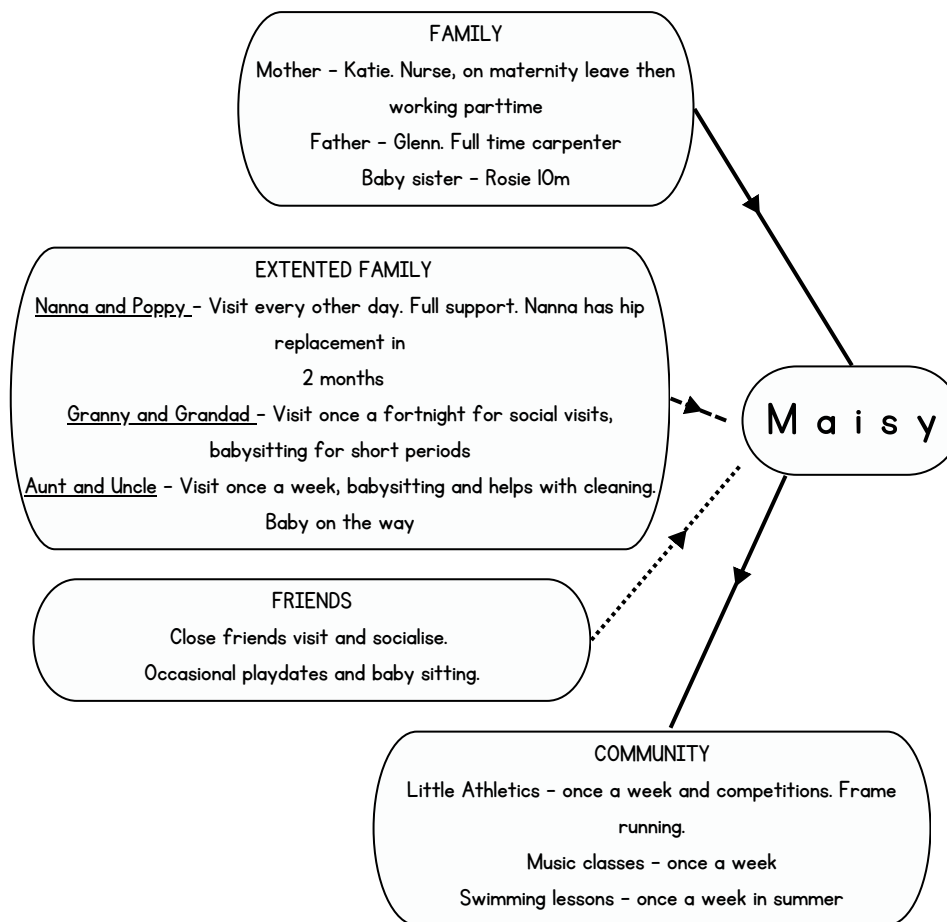 FAMILY
Mother - Katie. Nurse, on maternity leave then
working parttime
Father - Glenn. Full time carpenter
Baby sister - Rosie 10m
EXTENTED FAMILY
Nanna and Poppy - Visit every other day. Full support. Nanna has hip
replacement in
2 months
Granny and Grandad - Visit once a fortnight for social visits,
babysitting for short periods
Aunt and Uncle - Visit once a week, babysitting and helps with cleaning.
Baby on the way
Maisy
FRIENDS
Close friends visit and socialise.
Occasional playdates and baby sitting.
COMMUNITY
Little Athletics - once a week and competitions. Frame
running.
Music classes - once a week
Swimming lessons - once a week in summer